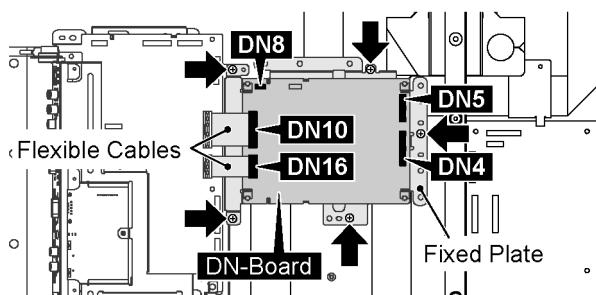 DN8
DN5
DN10
Flexible Cables
DN16
DN4
Fixed Plate
DN-Board